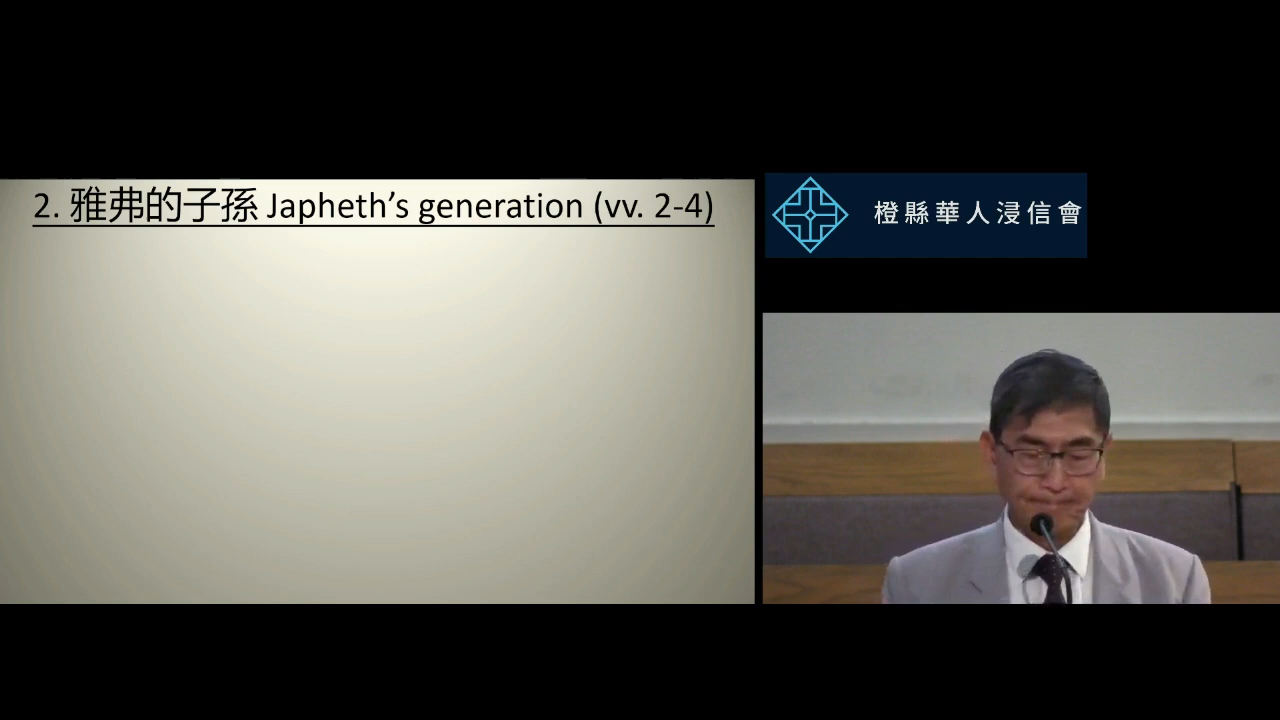 2. 雅弗的子孫 Japheth’s generation (vv. 2-4)
橙縣華人浸信會